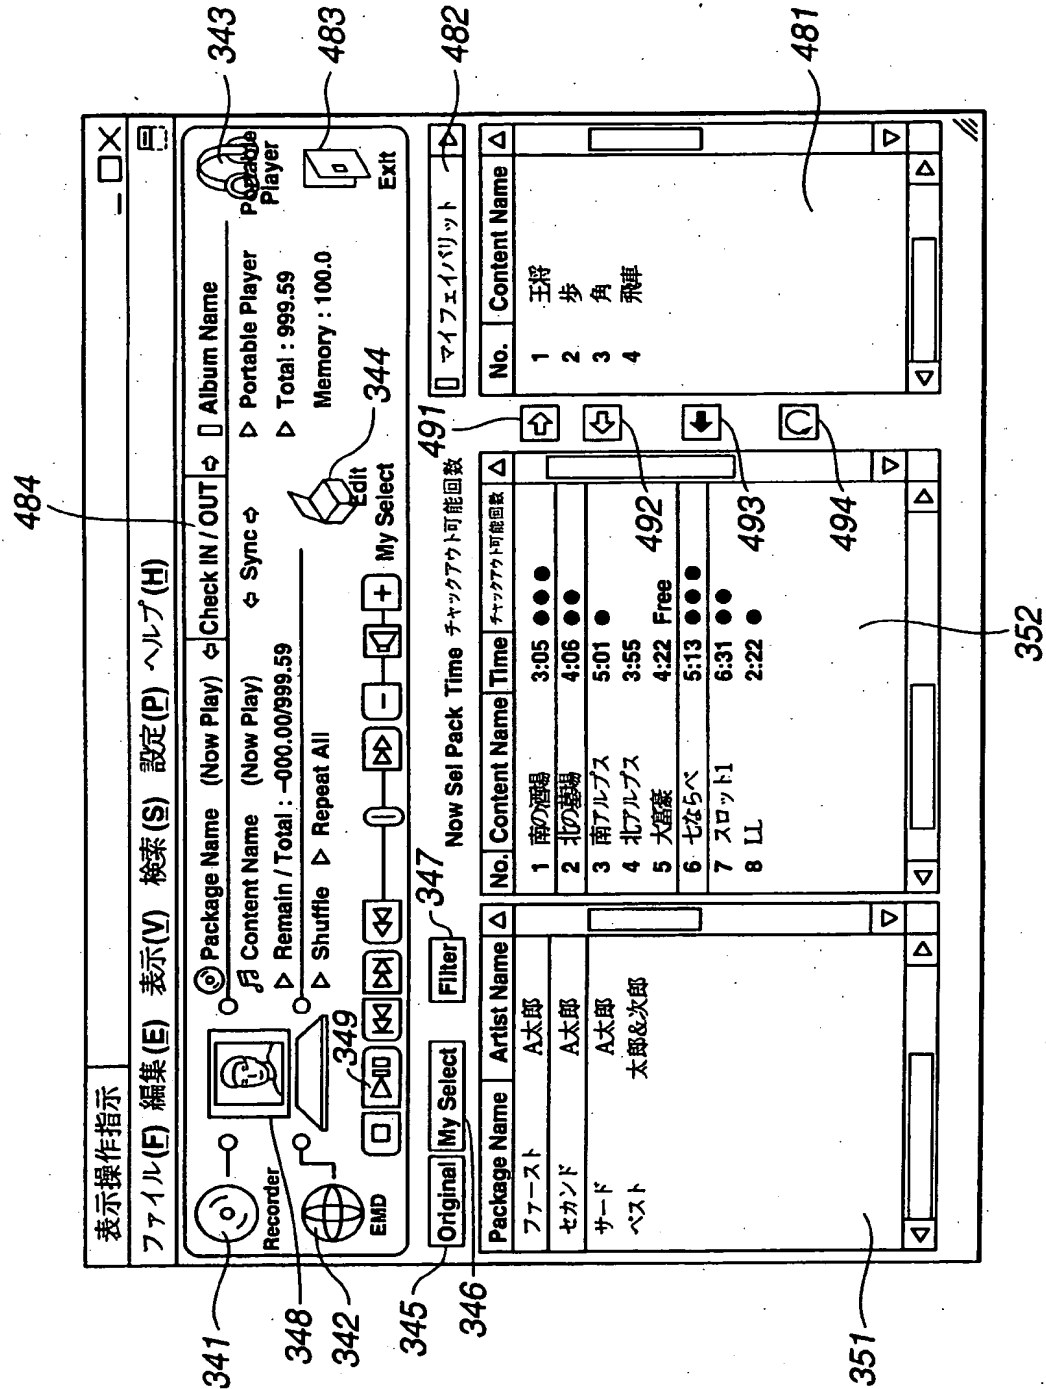 484
表示操作指示
ファイル(F) 編集(E) 表示(V) 検索(S) 設定(P) ヘルプ(H)
Package Name (Now Play) Check IN / OUT Album Name
Content Name (Now Play) Sync Portable Player
Remain / Total : –000.00/999.59 Total : 999.59
Shuffle Repeat All Memory : 100.0
Recorder
EMD
Edit
My Select
Portable
Player
Exit
341
348
342
349
344
343
483
345
346
347
491
482
Original My Select Filter Now Sel Pack Time チャックアウト可能回数 マイフェイバリット
Package Name Artist Name
ファースト A太郎
セカンド A太郎
サード A太郎
ベスト 太郎&次郎
No. Content Name Time チャックアウト可能回数
1 南の酒場 3:05 ●●●
2 北の墓場 4:06 ●●
3 南アルプス 5:01 ●
4 北アルプス 3:55
5 大富豪 4:22 Free
6 七ならべ 5:13 ●●●
7 スロット1 6:31 ●●
8 LL 2:22 ●
No. Content Name
1 王将
2 歩
3 角
4 飛車
492
493
494
351
352
481